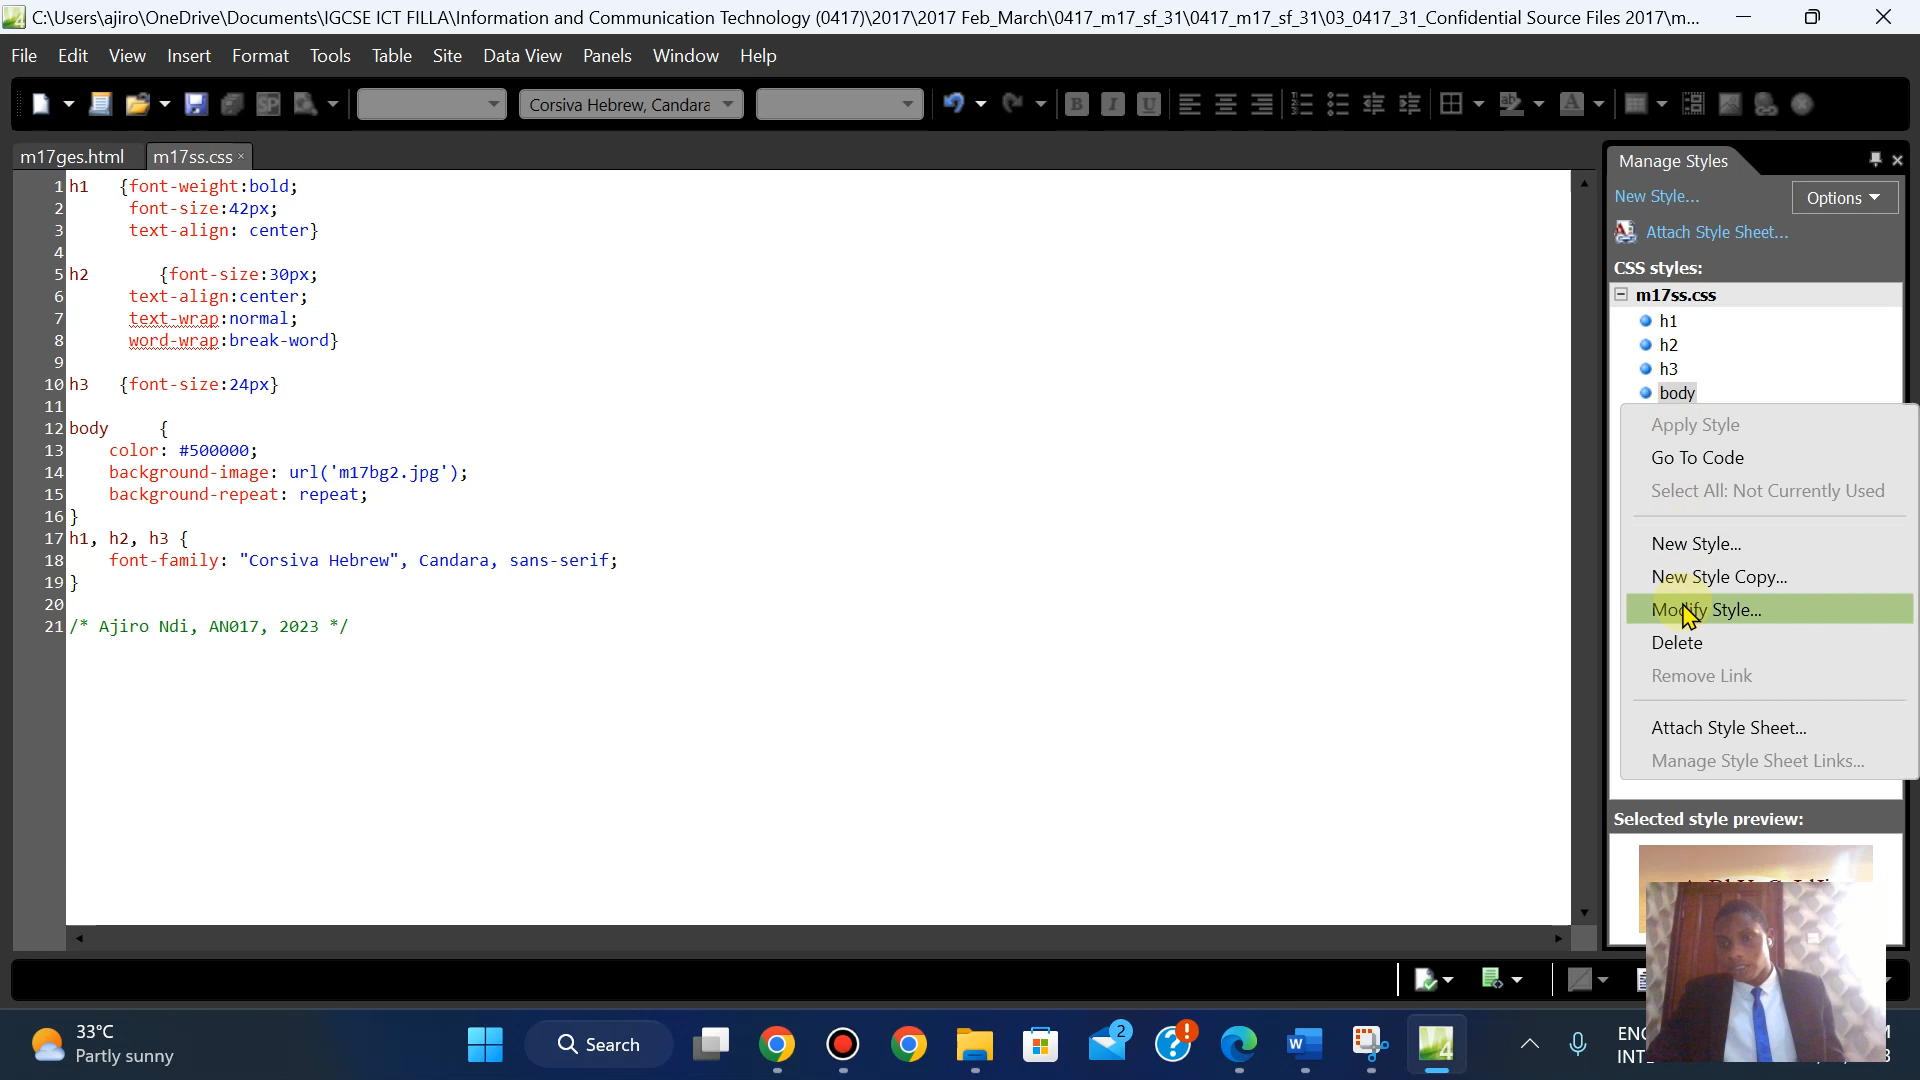 C:\Users\ajiro\OneDrive\Documents\IGCSE ICT FILLA\Information and Communication Technology (0417)\2017\2017 Feb_March\0417_m17_sf_31\0417_m17_sf_31\03_0417_31_Confidential Source Files 2017\m...
File Edit View Insert Format Tools Table Site Data View Panels Window Help
Corsiva Hebrew, Candara
m17ges.html m17ss.css
1 h1 {font-weight:bold;
2 font-size:42px;
3 text-align: center}
4
5 h2 {font-size:30px;
6 text-align:center;
7 text-wrap:normal;
8 word-wrap:break-word}
9
10 h3 {font-size:24px}
11
12 body {
13 color: #500000;
14 background-image: url('m17bg2.jpg');
15 background-repeat: repeat;
16 }
17 h1, h2, h3 {
18 font-family: "Corsiva Hebrew", Candara, sans-serif;
19 }
20
21 /* Ajiro Ndi, AN017, 2023 */
Manage Styles
New Style... Options
Attach Style Sheet...
CSS styles:
m17ss.css
h1
h2
h3
body
Apply Style
Go To Code
Select All: Not Currently Used
New Style...
New Style Copy...
Modify Style...
Delete
Remove Link
Attach Style Sheet...
Manage Style Sheet Links...
Selected style preview:
33°C
Partly sunny
Search
2